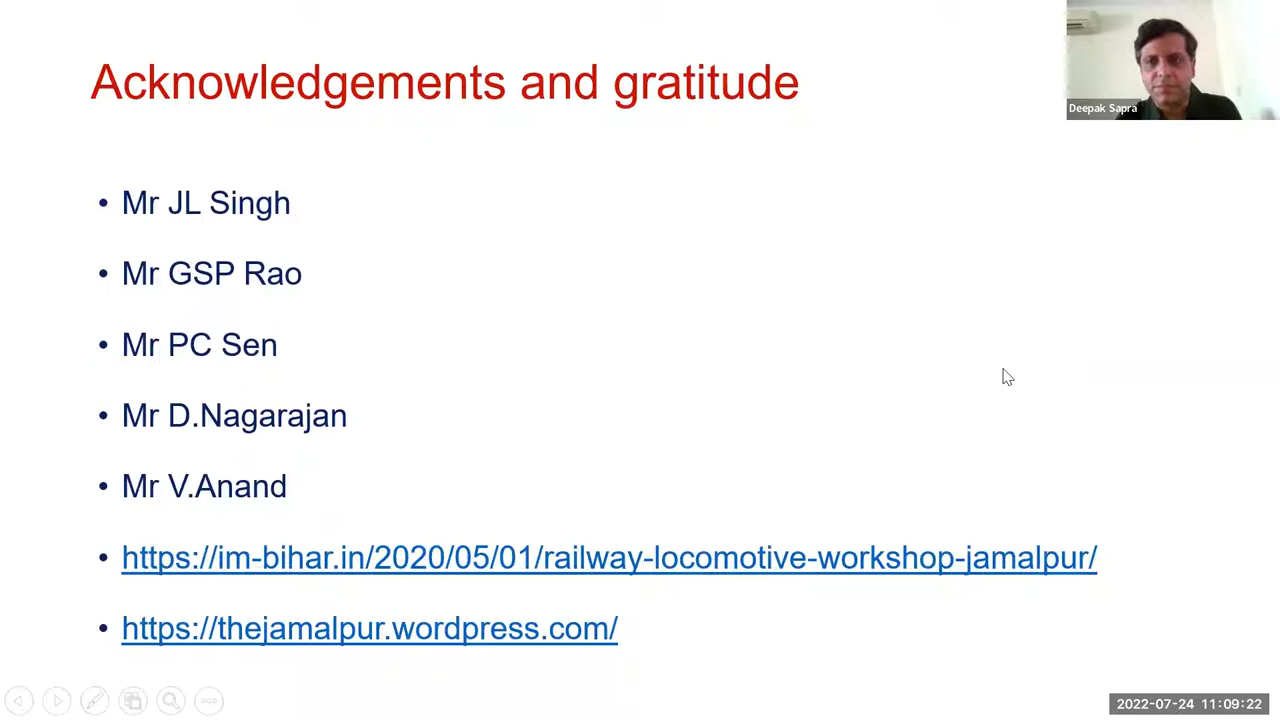 Acknowledgements and gratitude
Deepak Sapra
• Mr JL Singh
• Mr GSP Rao
• Mr PC Sen
• Mr D.Nagarajan
• Mr V.Anand
• https://im-bihar.in/2020/05/01/railway-locomotive-workshop-jamalpur/
• https://thejamalpur.wordpress.com/
2022-07-24 11:09:22